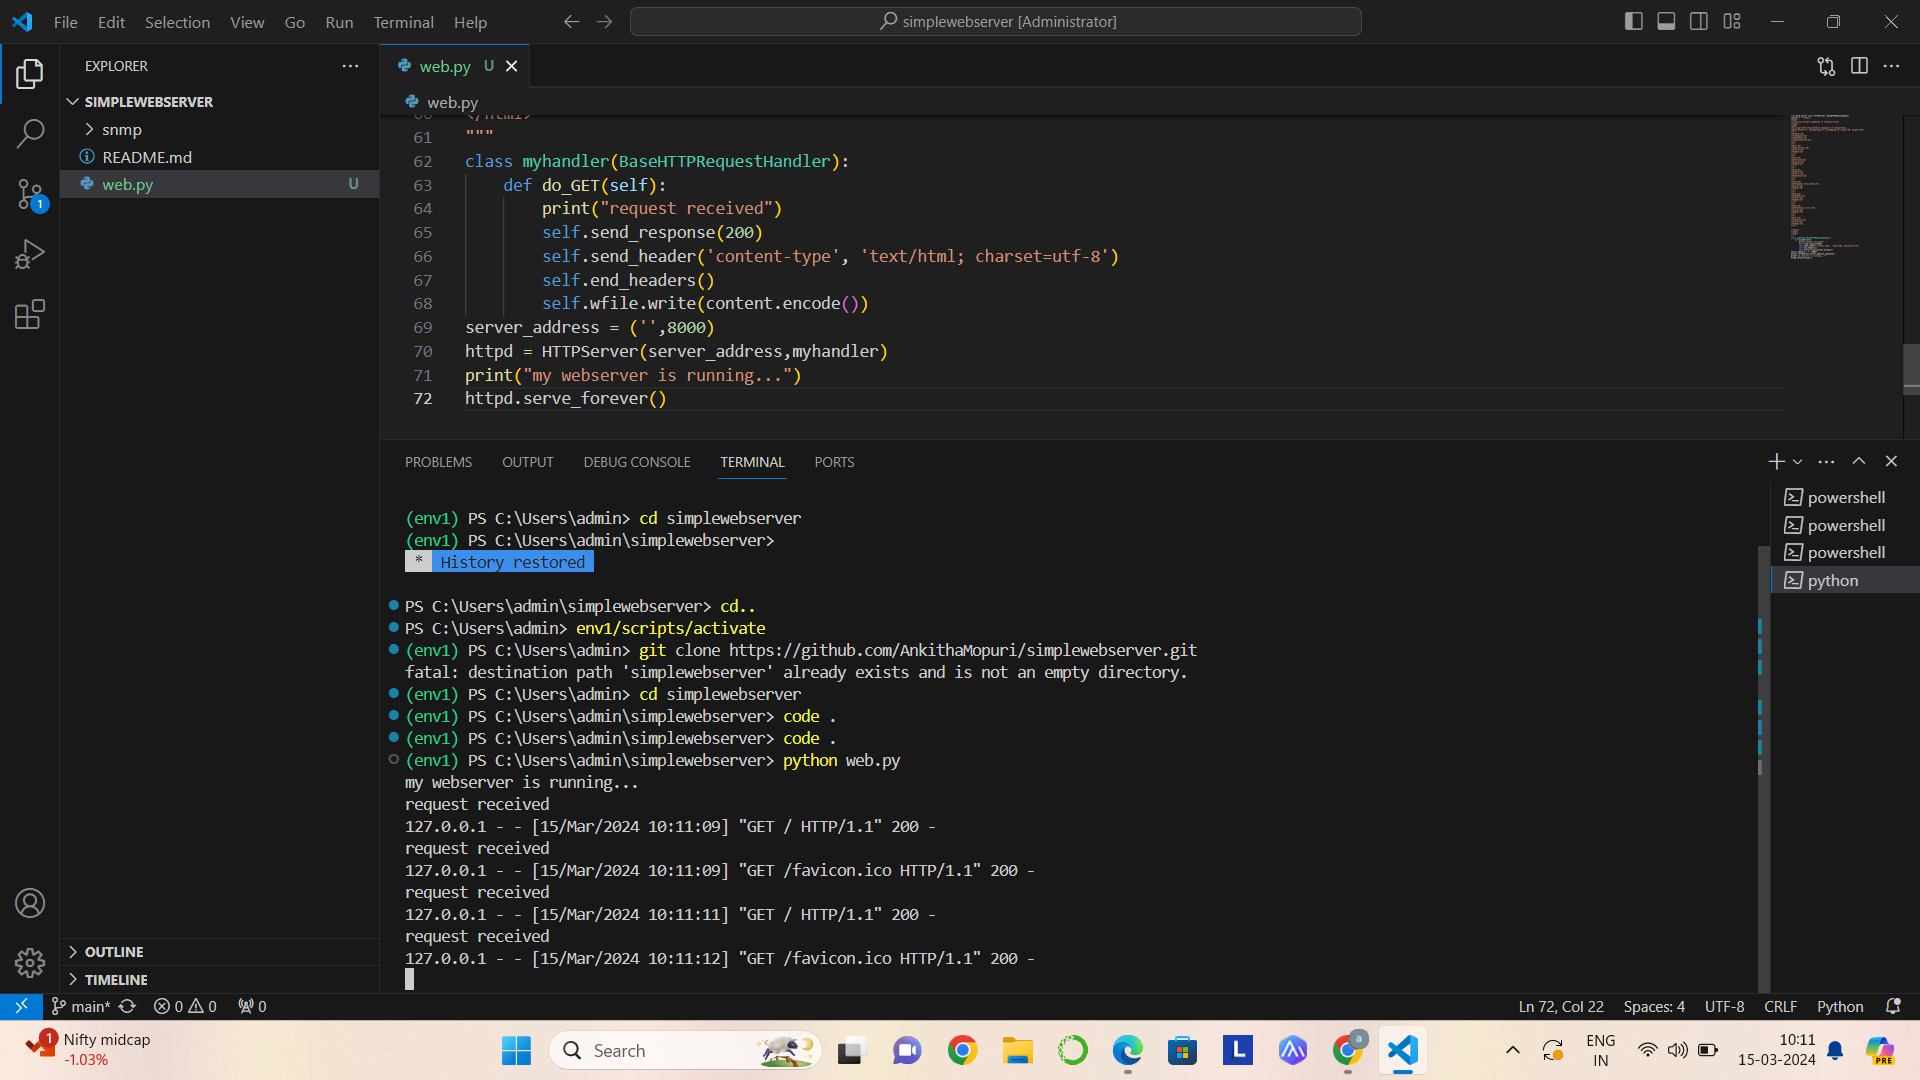 File Edit Selection View Go Run Terminal Help
simplewebserver [Administrator]
EXPLORER
SIMPLEWEBSERVER
snmp
README.md
web.py U
1
OUTLINE
TIMELINE
web.py U
web.py
60 </html>
61 """
62 class myhandler(BaseHTTPRequestHandler):
63 def do_GET(self):
64 print("request received")
65 self.send_response(200)
66 self.send_header('content-type', 'text/html; charset=utf-8')
67 self.end_headers()
68 self.wfile.write(content.encode())
69 server_address = ('',8000)
70 httpd = HTTPServer(server_address,myhandler)
71 print("my webserver is running...")
72 httpd.serve_forever()
PROBLEMS OUTPUT DEBUG CONSOLE TERMINAL PORTS
(env1) PS C:\Users\admin> cd simplewebserver
(env1) PS C:\Users\admin\simplewebserver>
* History restored
PS C:\Users\admin\simplewebserver> cd..
PS C:\Users\admin> env1/scripts/activate
(env1) PS C:\Users\admin> git clone https://github.com/AnkithaMopuri/simplewebserver.git
fatal: destination path 'simplewebserver' already exists and is not an empty directory.
(env1) PS C:\Users\admin> cd simplewebserver
(env1) PS C:\Users\admin\simplewebserver> code .
(env1) PS C:\Users\admin\simplewebserver> code .
(env1) PS C:\Users\admin\simplewebserver> python web.py
my webserver is running...
request received
127.0.0.1 - - [15/Mar/2024 10:11:09] "GET / HTTP/1.1" 200 -
request received
127.0.0.1 - - [15/Mar/2024 10:11:09] "GET /favicon.ico HTTP/1.1" 200 -
request received
127.0.0.1 - - [15/Mar/2024 10:11:11] "GET / HTTP/1.1" 200 -
request received
127.0.0.1 - - [15/Mar/2024 10:11:12] "GET /favicon.ico HTTP/1.1" 200 -
powershell
powershell
powershell
python
main* 0 0 0
Ln 72, Col 22 Spaces: 4 UTF-8 CRLF Python
1
Nifty midcap
-1.03%
Search
L
a
ENG
IN
10:11
15-03-2024
PRE